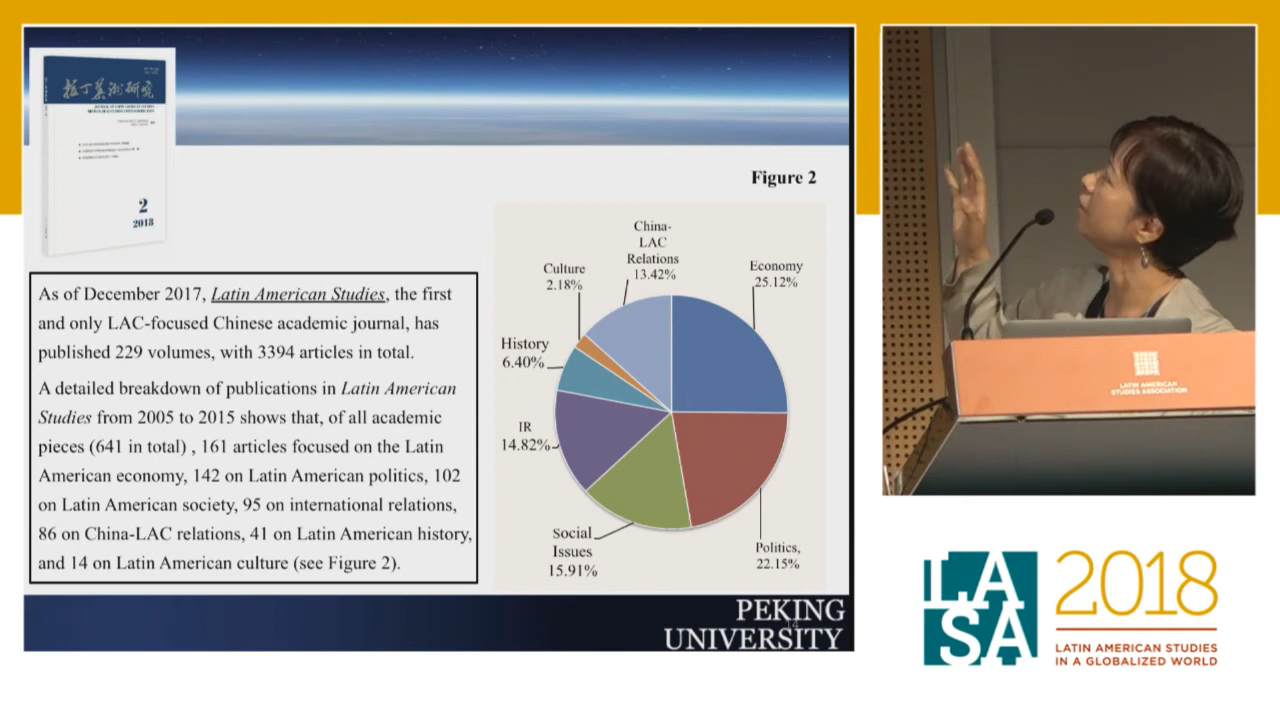 拉丁美洲研究
2
2018
Figure 2
As of December 2017, Latin American Studies, the first
and only LAC-focused Chinese academic journal, has
published 229 volumes, with 3394 articles in total.
A detailed breakdown of publications in Latin American
Studies from 2005 to 2015 shows that, of all academic
pieces (641 in total) , 161 articles focused on the Latin
American economy, 142 on Latin American politics, 102
on Latin American society, 95 on international relations,
86 on China-LAC relations, 41 on Latin American history,
and 14 on Latin American culture (see Figure 2).
China-
LAC
Relations
13.42%
Economy
25.12%
Culture
2.18%
History
6.40%
IR
14.82%
Social
Issues
15.91%
Politics,
22.15%
PEKING
UNIVERSITY
14
LATIN AMERICAN
STUDIES ASSOCIATION
LA
SA
2018
LATIN AMERICAN STUDIES
IN A GLOBALIZED WORLD